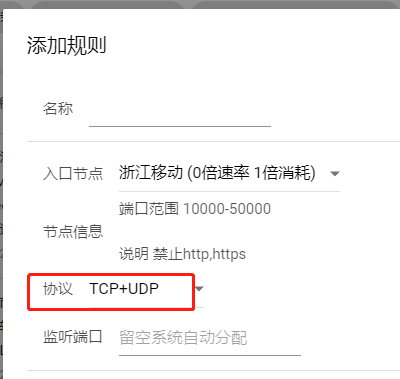 添加规则
名称
入口节点 浙江移动 (0倍速率 1倍消耗)
端口范围 10000-50000
节点信息
说明 禁止http,https
协议 TCP+UDP
监听端口 留空系统自动分配